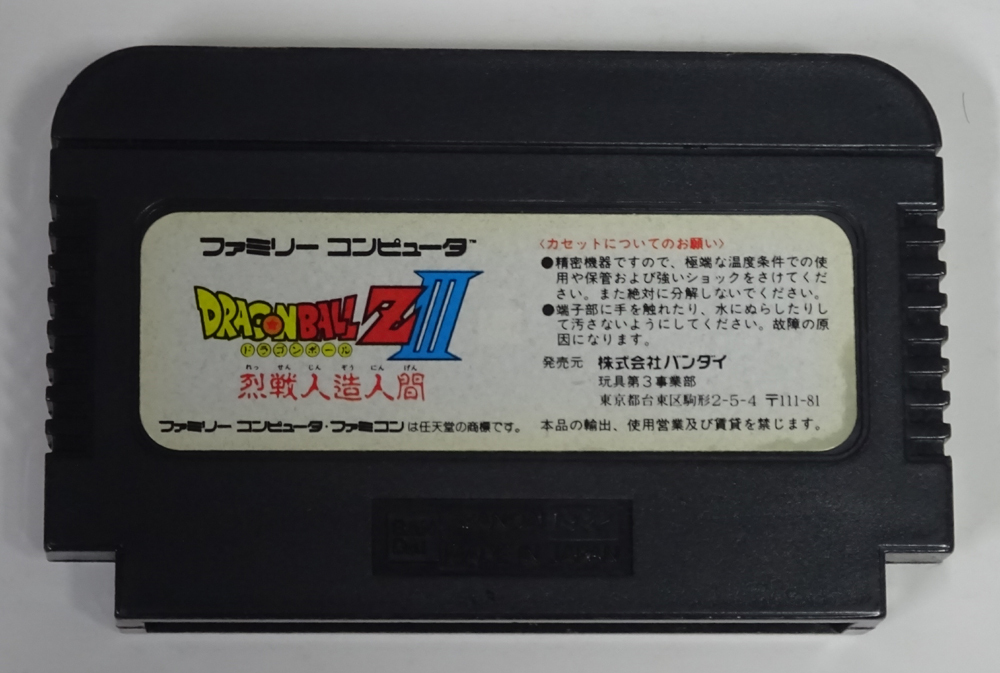 ファミリー コンピュータ™
DRAGON BALL Z III
ドラゴンボール
れっ せん じん ぞう にん げん
烈戦人造人間
ファミリー コンピュータ・ファミコンは任天堂の商標です。
〈カセットについてのお願い〉
●精密機器ですので、極端な温度条件での使
用や保管および強いショックをさけてくだ
さい。また絶対に分解しないでください。
●端子部に手を触れたり、水にぬらしたりし
て汚さないようにしてください。故障の原
因になります。
発売元 株式会社バンダイ
玩具第3事業部
東京都台東区駒形2-5-4 〒111-81
本品の輸出、使用営業及び賃貸を禁じます。